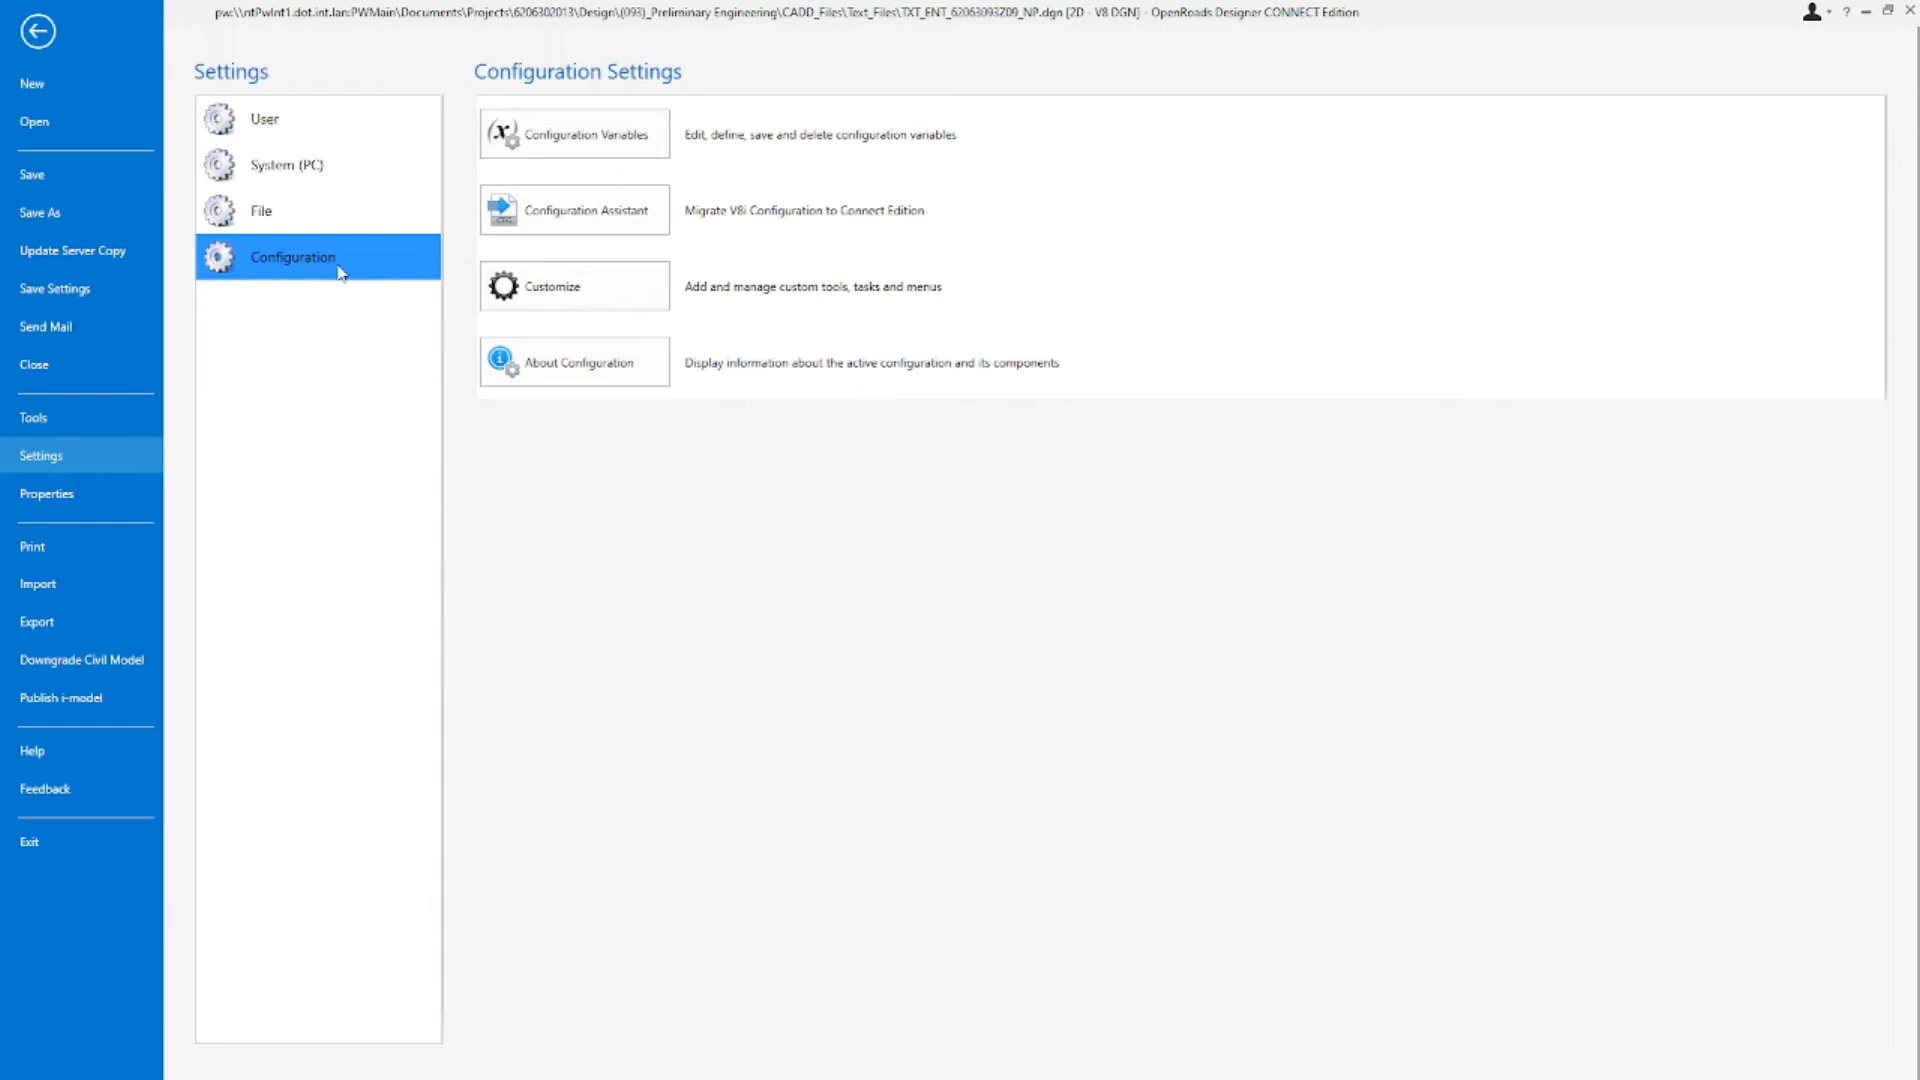 pw:\\ntPwInt1.dot.int.lan:PWMain\Documents\Projects\6206302013\Design\(093)_Preliminary Engineering\CADD_Files\Text_Files\TXT_ENT_62063093Z09_NP.dgn [2D - V8 DGN] - OpenRoads Designer CONNECT Edition
New
Open
Save
Save As
Update Server Copy
Save Settings
Send Mail
Close
Tools
Settings
Properties
Print
Import
Export
Downgrade Civil Model
Publish i-model
Help
Feedback
Exit
Settings
User
System (PC)
File
Configuration
Configuration Settings
Configuration Variables Edit, define, save and delete configuration variables
Configuration Assistant Migrate V8i Configuration to Connect Edition
Customize Add and manage custom tools, tasks and menus
About Configuration Display information about the active configuration and its components